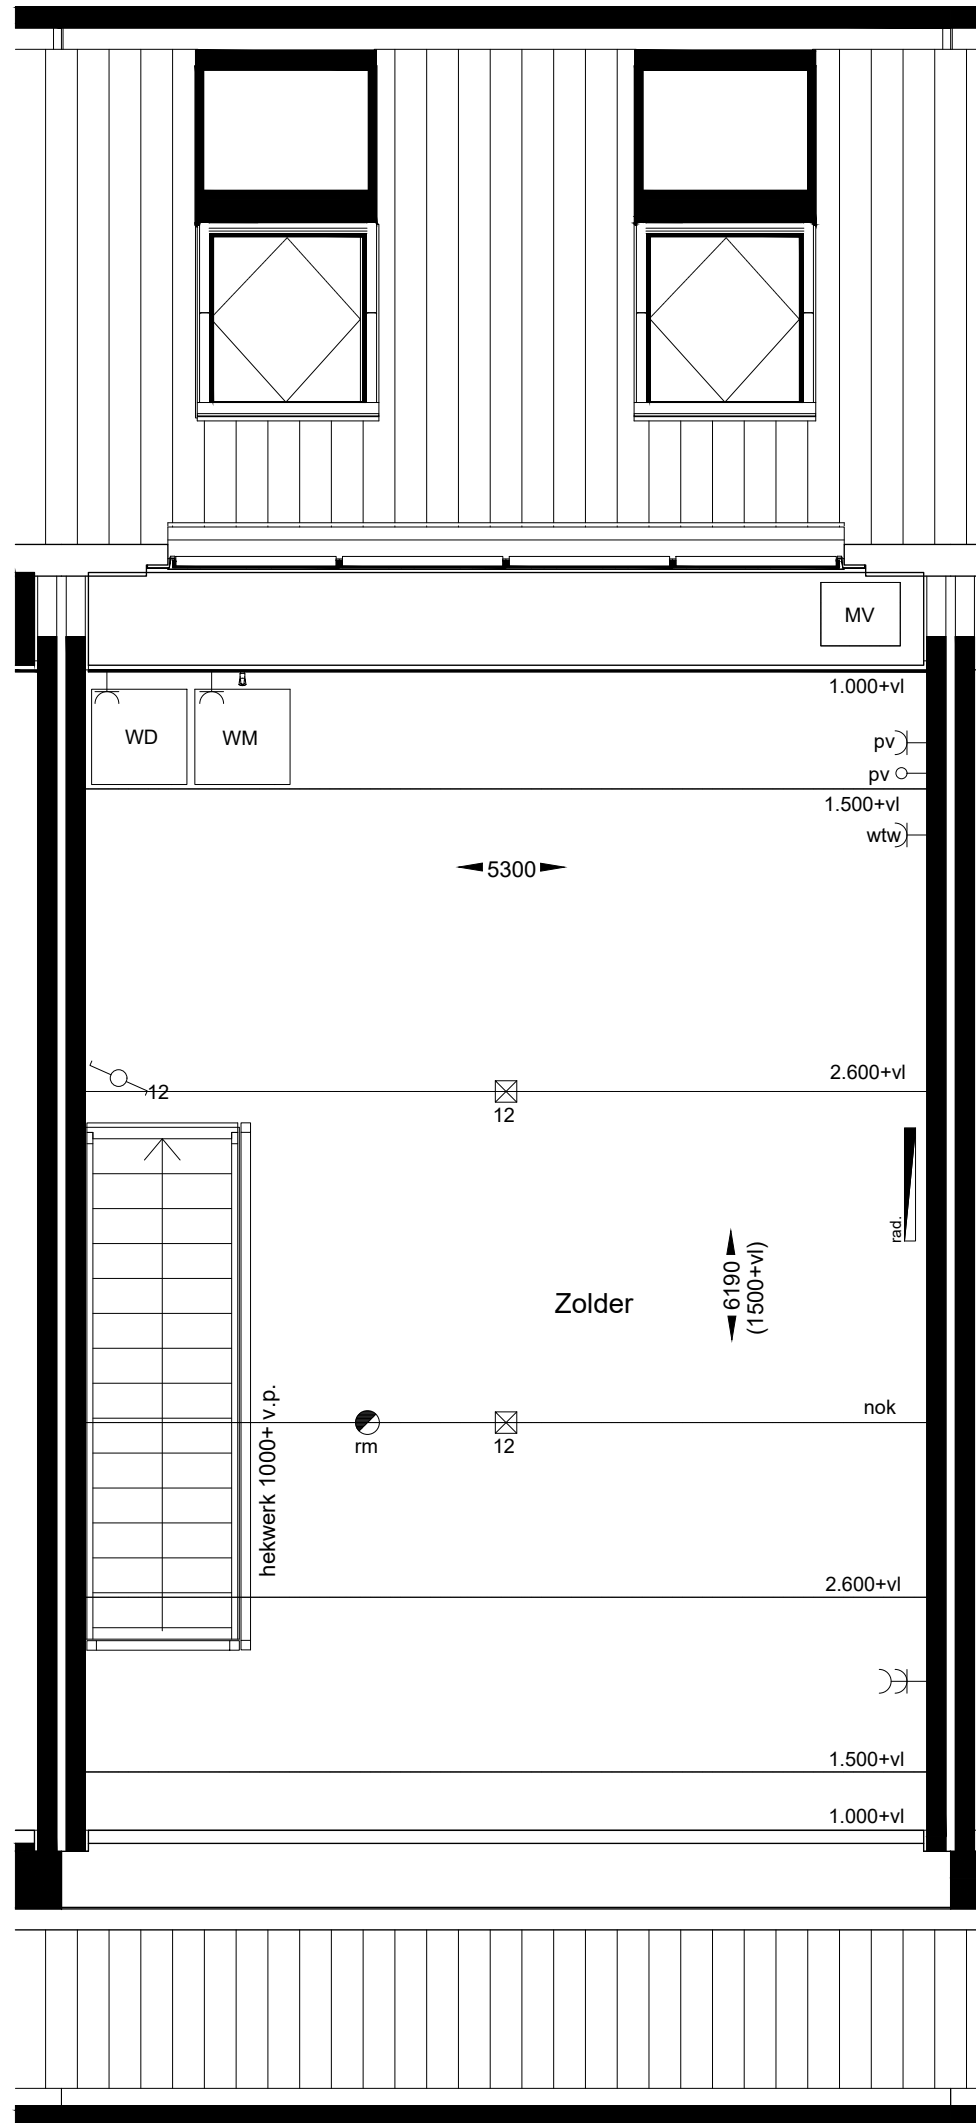 MV
1.000+vl
WD
WM
pv
pv
1.500+vl
wtw
5300
2.600+vl
12
12
rad.
6190
(1500+vl)
Zolder
nok
hekwerk 1000+ v.p.
rm
12
2.600+vl
1.500+vl
1.000+vl